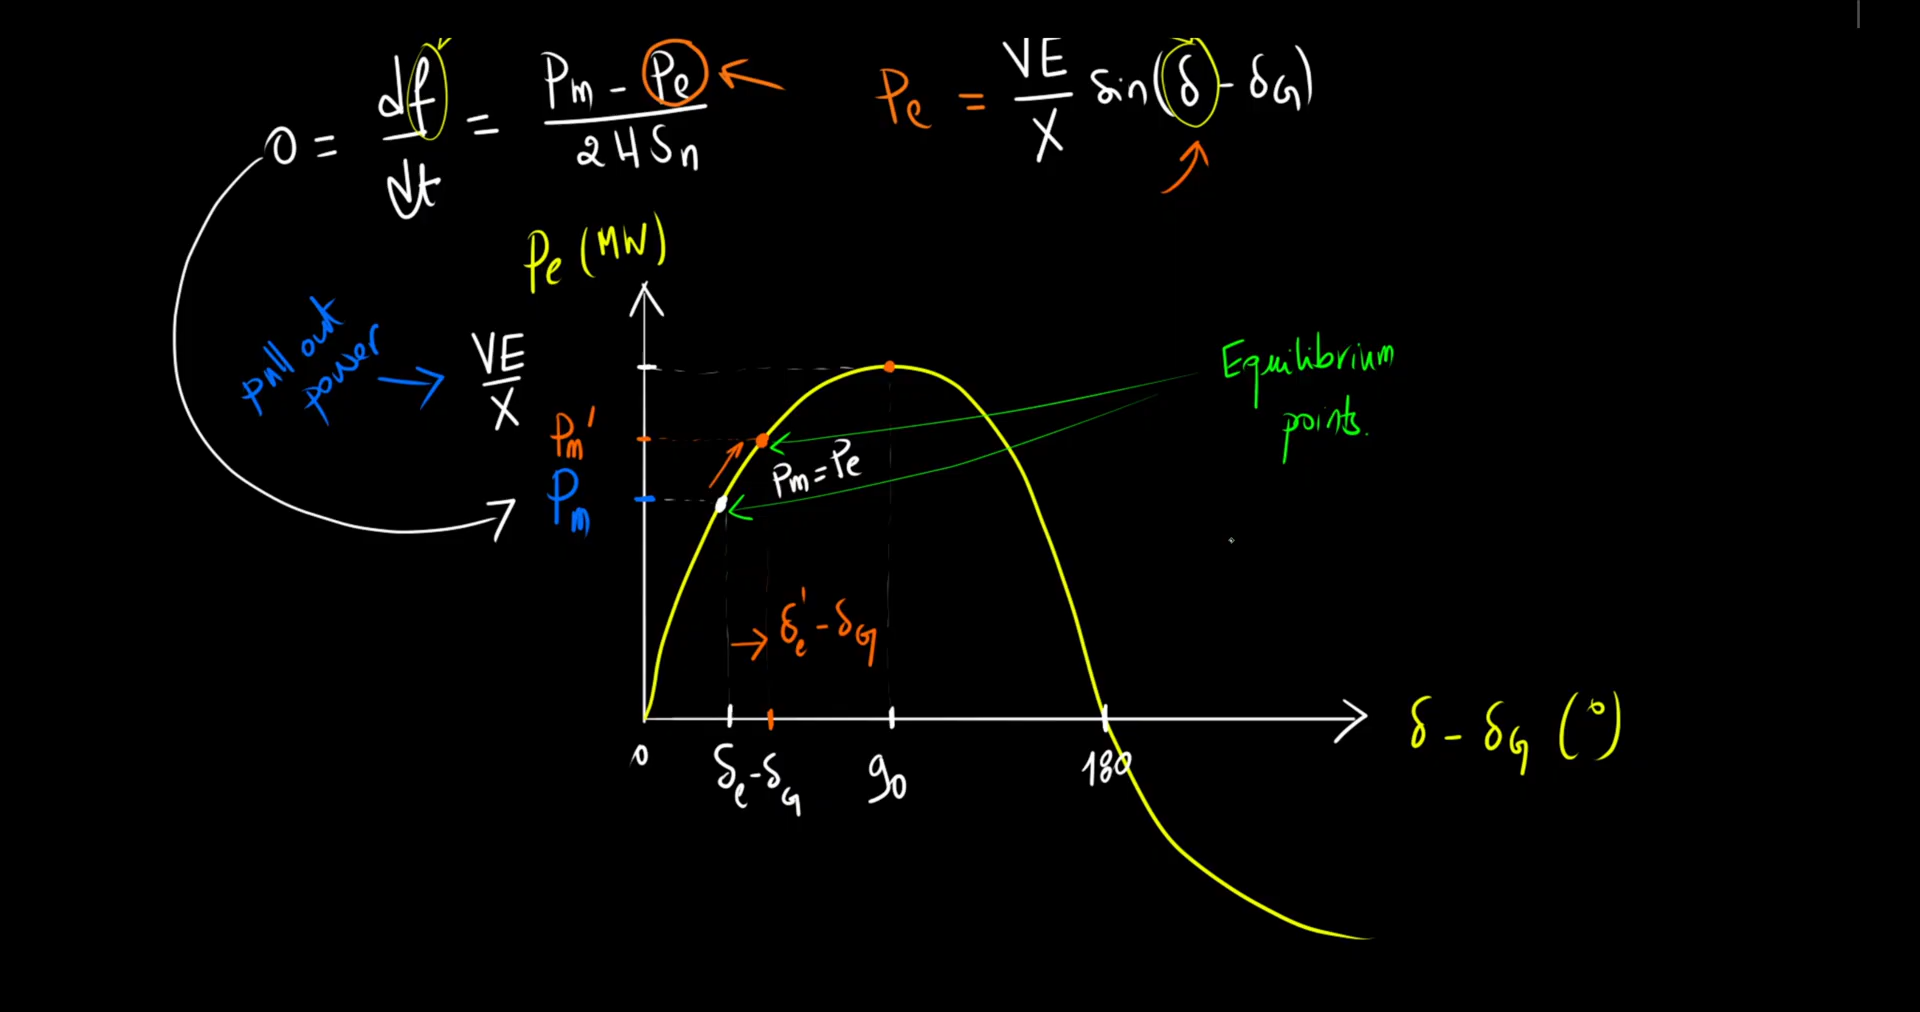 0 = df/dt = (Pm - Pe)/(2HSn)
Pe = VE/X sin(δ - δG)
Pe (MW)
pull out
power
VE/X
Pm'
Pm
Pm = Pe
Equilibrium
points.
δe' - δG
0
δe - δG
90
180
δ - δG (°)